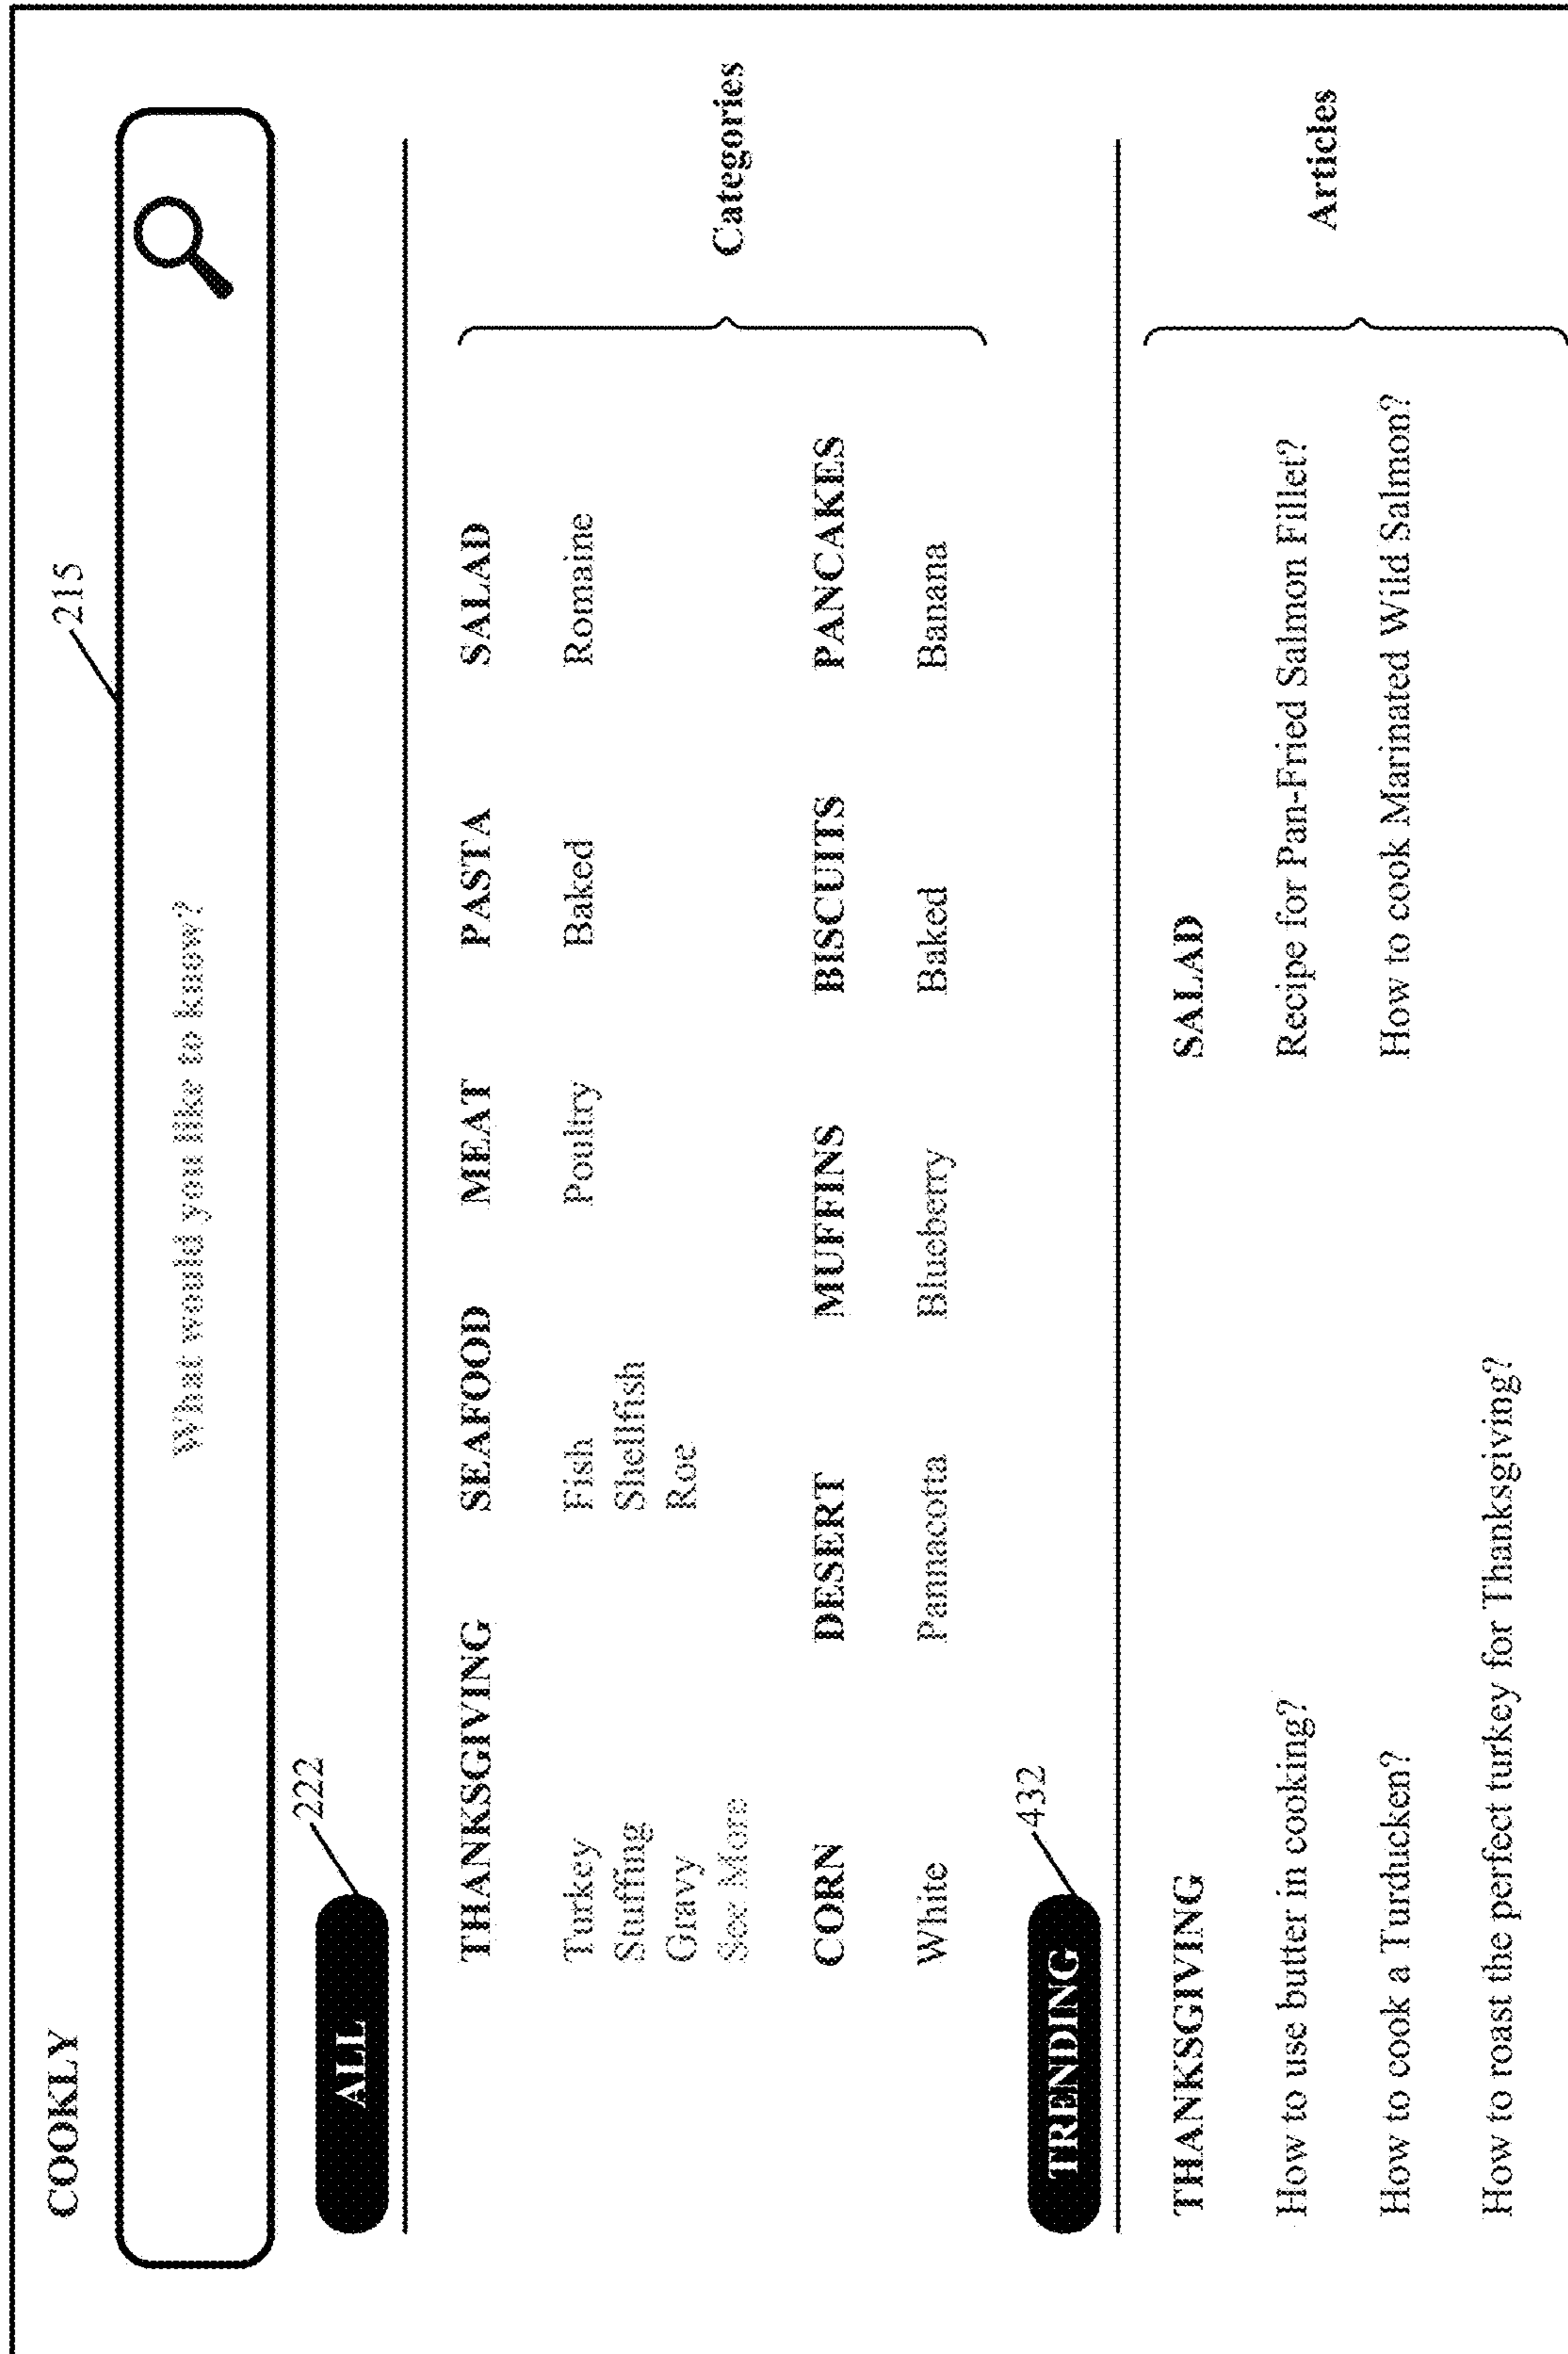 COOKLY
215
What would you like to know?
222
ALL
THANKSGIVING SEAFOOD MEAT PASTA SALAD
Turkey Fish Poultry Baked Romaine
Stuffing Shellfish
Gravy Roe
See More
Categories
CORN DESERT MUFFINS BISCUITS PANCAKES
White Pannacotta Blueberry Baked Banana
432
TRENDING
THANKSGIVING SALAD
How to use butter in cooking? Recipe for Pan-Fried Salmon Fillet?
Articles
How to cook a Turducken? How to cook Marinated Wild Salmon?
How to roast the perfect turkey for Thanksgiving?